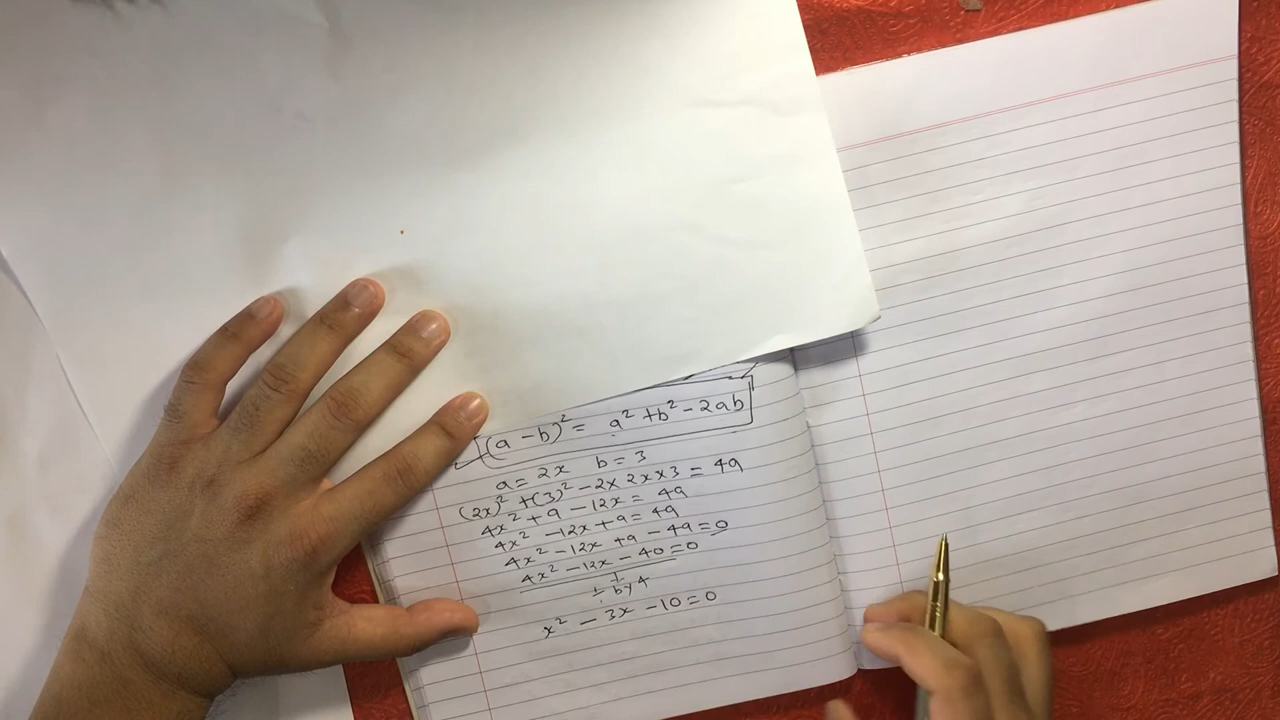 (a - b)² = a² + b² - 2ab
a = 2x b = 3
(2x)² + (3)² - 2 x 2x x 3 = 49
4x² + 9 - 12x = 49
4x² - 12x + 9 = 49
4x² - 12x + 9 - 49 = 0
4x² - 12x - 40 = 0
÷ by 4
x² - 3x - 10 = 0